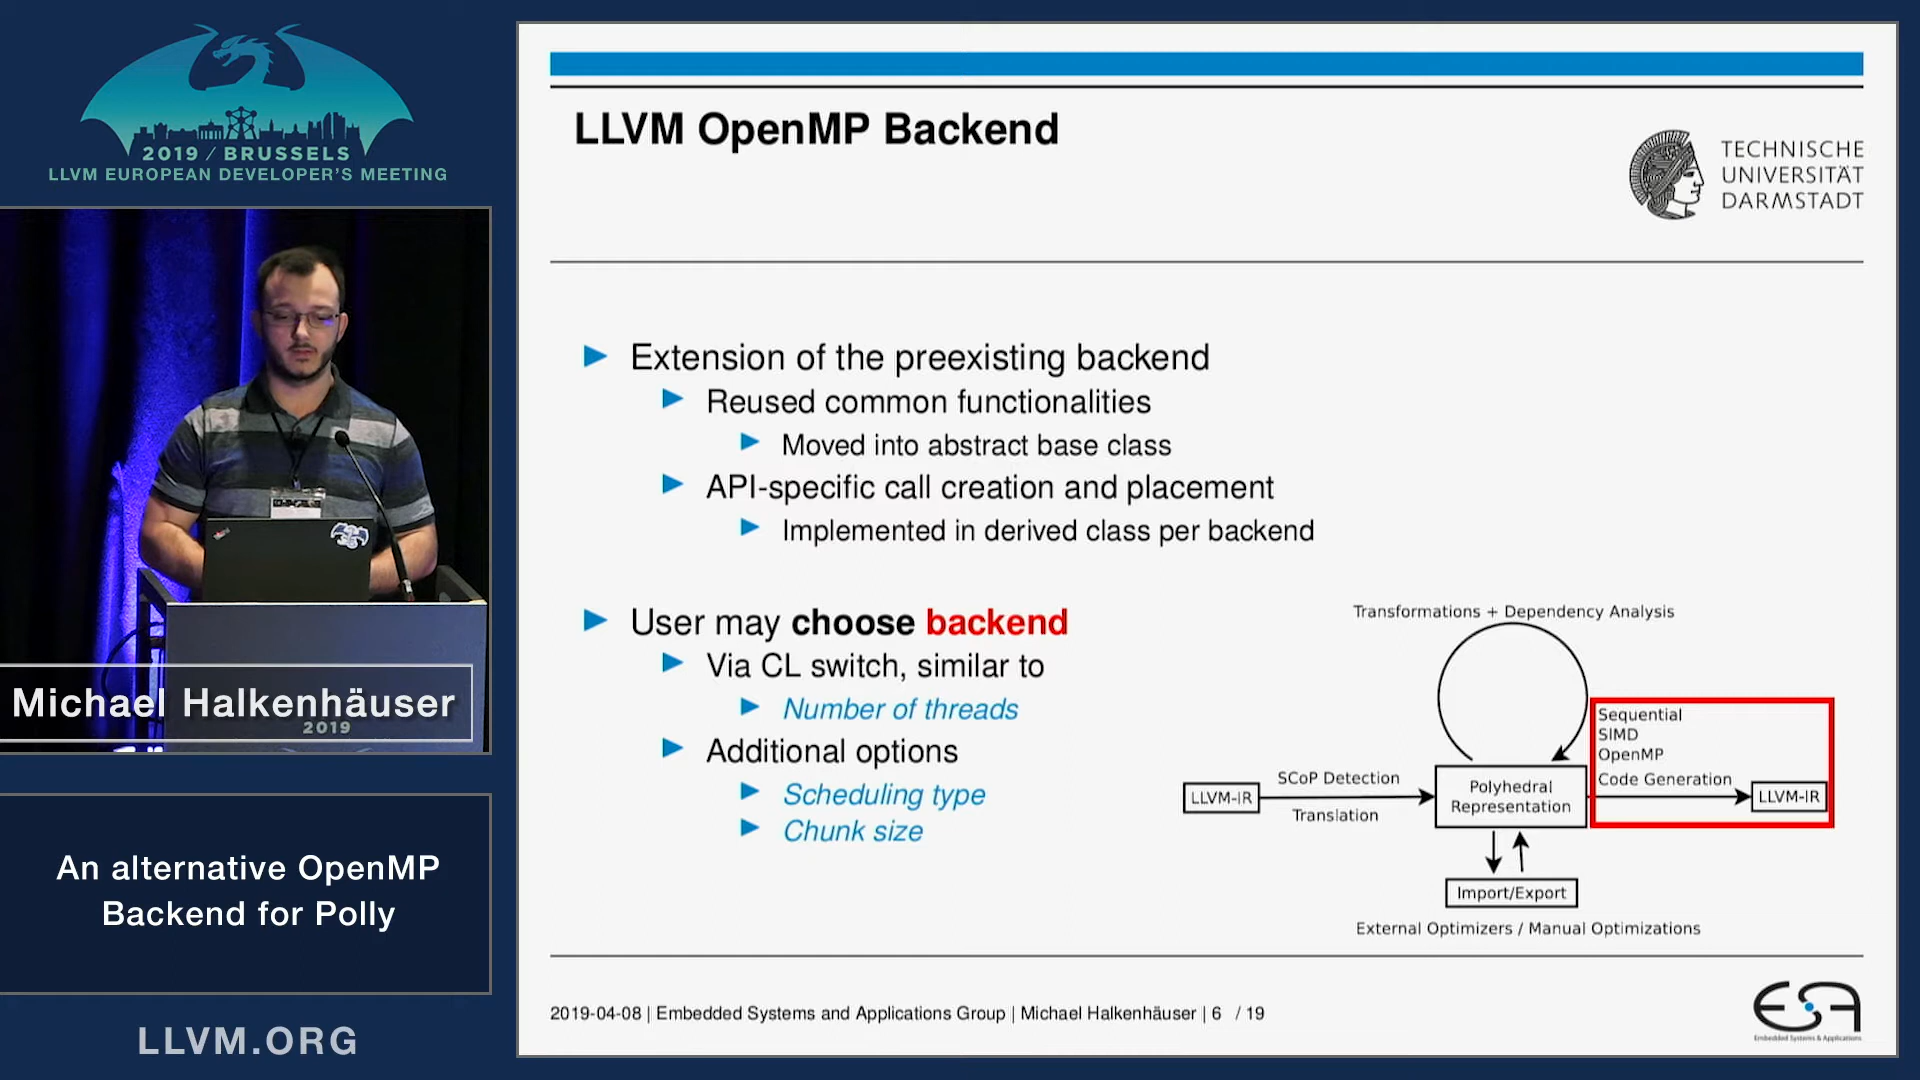 2019 / BRUSSELS
LLVM EUROPEAN DEVELOPER'S MEETING
Michael Halkenhäuser
2019
An alternative OpenMP
Backend for Polly
LLVM.ORG
LLVM OpenMP Backend
TECHNISCHE
UNIVERSITÄT
DARMSTADT
Extension of the preexisting backend
Reused common functionalities
Moved into abstract base class
API-specific call creation and placement
Implemented in derived class per backend
User may choose backend
Via CL switch, similar to
Number of threads
Additional options
Scheduling type
Chunk size
Transformations + Dependency Analysis
Sequential
SIMD
OpenMP
Code Generation
LLVM-IR
SCoP Detection
Translation
Polyhedral
Representation
LLVM-IR
Import/Export
External Optimizers / Manual Optimizations
2019-04-08 | Embedded Systems and Applications Group | Michael Halkenhäuser | 6 / 19
ESA
Embedded Systems & Applications